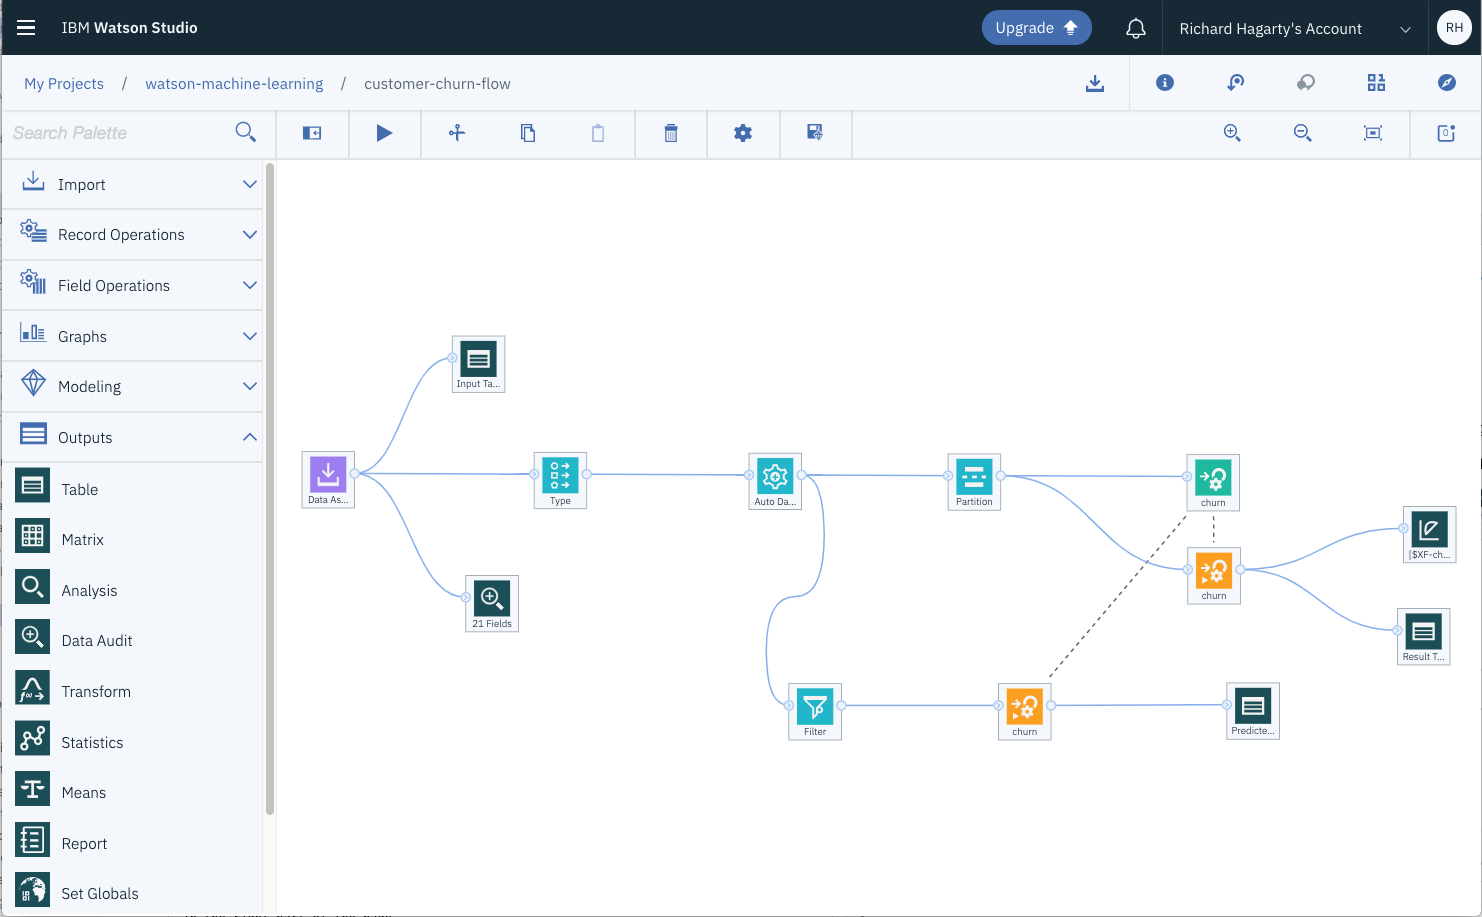 IBM Watson Studio
Upgrade
Richard Hagarty's Account
RH
My Projects / watson-machine-learning / customer-churn-flow
Search Palette
Import
Record Operations
Field Operations
Graphs
Modeling
Outputs
Table
Matrix
Analysis
Data Audit
Transform
Statistics
Means
Report
Set Globals
Input Ta...
Data As...
Type
Auto Da...
Partition
churn
[$XF-ch...
churn
21 Fields
Result T...
Filter
churn
Predicte...